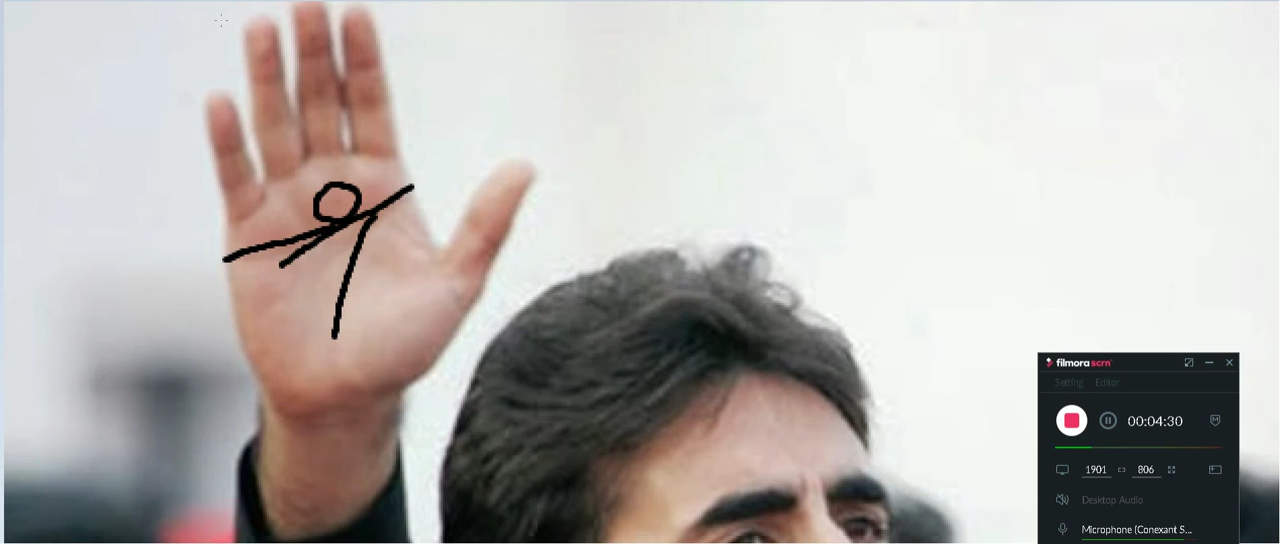 filmora scrn
Setting Editor
00:04:30
1901 806
Desktop Audio
Microphone (Conexant S...